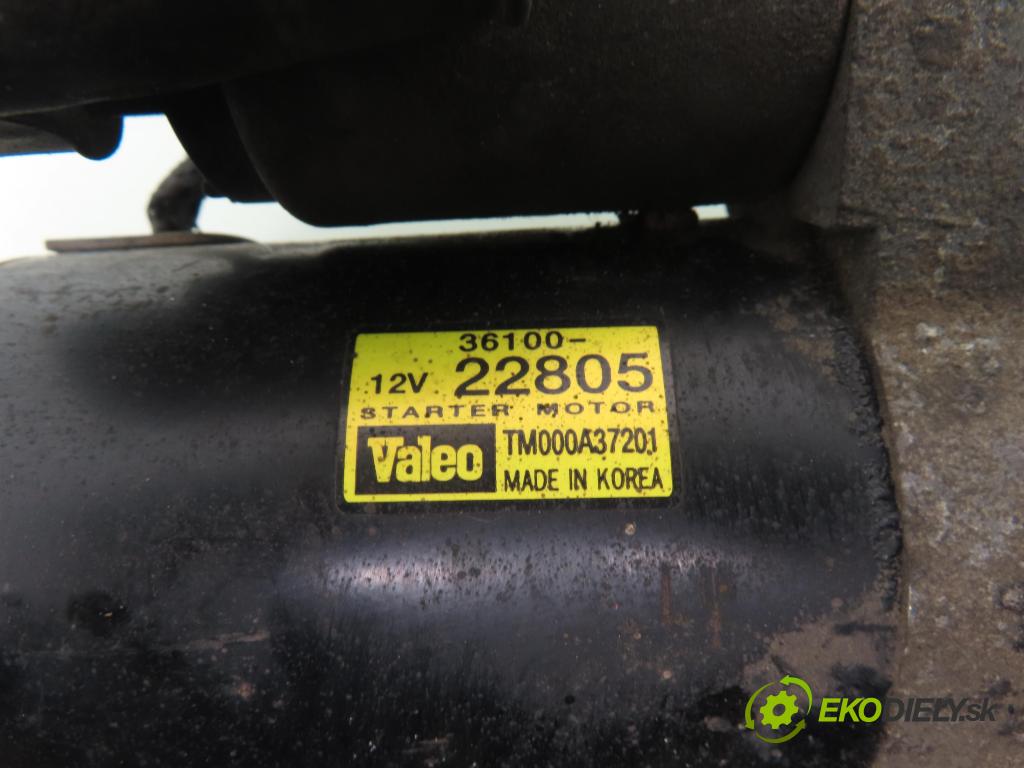 36100-
12V 22805
STARTER MOTOR
Valeo TM000A37201
MADE IN KOREA
EKODIELY.sk